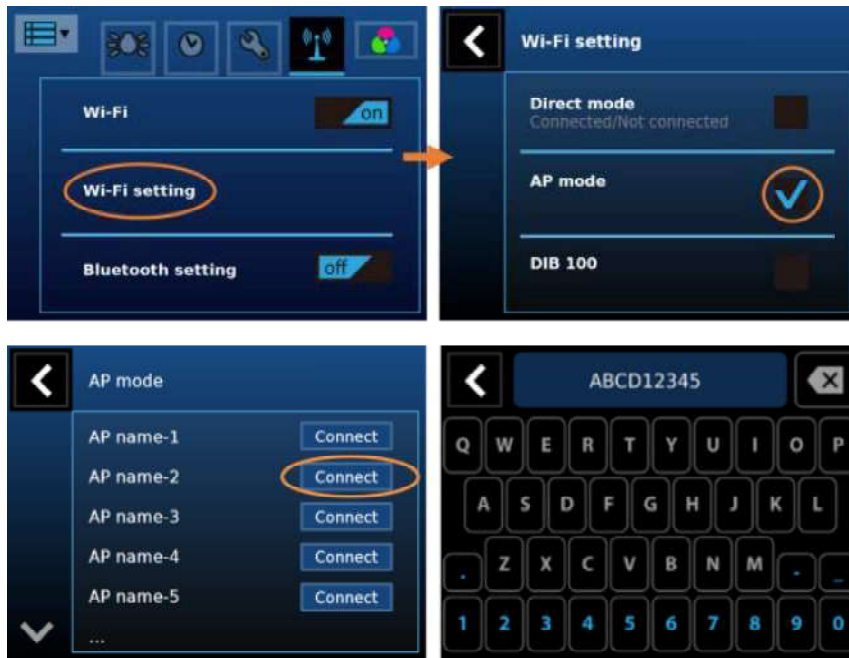 Wi-Fi
on
Wi-Fi setting
Bluetooth setting
off
Wi-Fi setting
Direct mode
Connected/Not connected
AP mode
DIB 100
AP mode
AP name-1 Connect
AP name-2 Connect
AP name-3 Connect
AP name-4 Connect
AP name-5 Connect
...
ABCD12345
Q W E R T Y U I O P
A S D F G H J K L
. Z X C V B N M - _
1 2 3 4 5 6 7 8 9 0